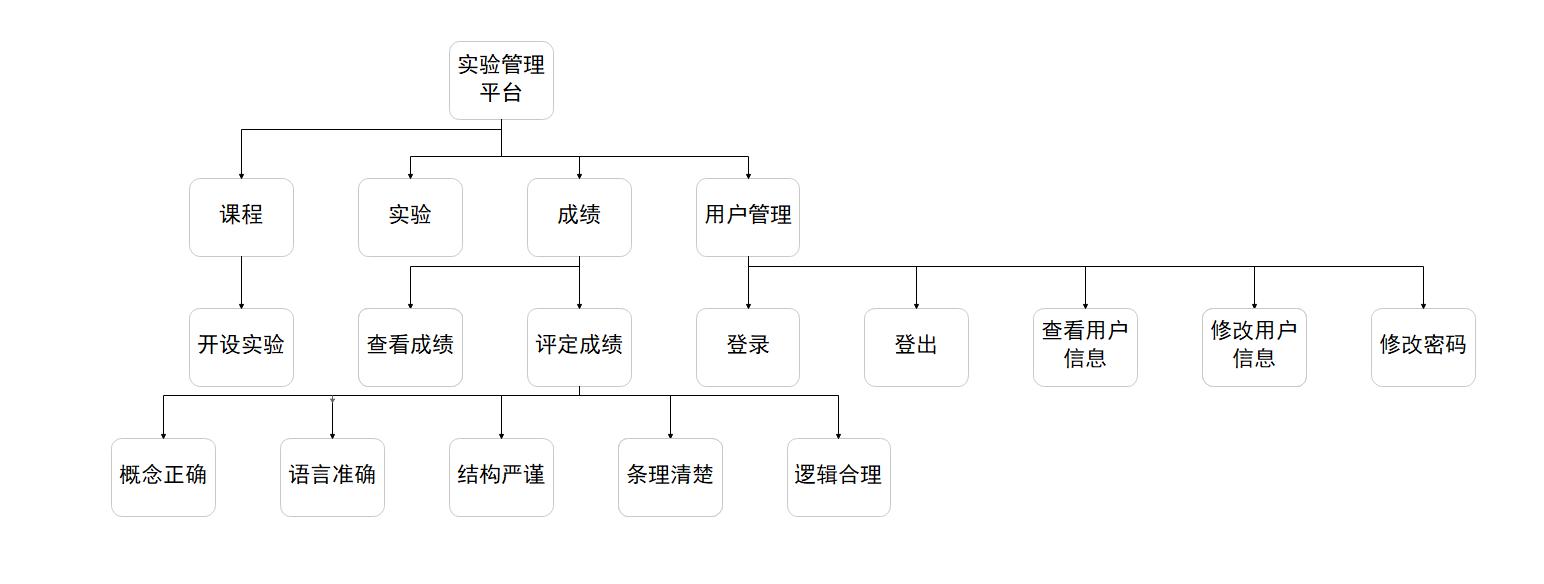 实验管理
平台
课程
实验
成绩
用户管理
开设实验
查看成绩
评定成绩
登录
登出
查看用户
信息
修改用户
信息
修改密码
概念正确
语言准确
结构严谨
条理清楚
逻辑合理